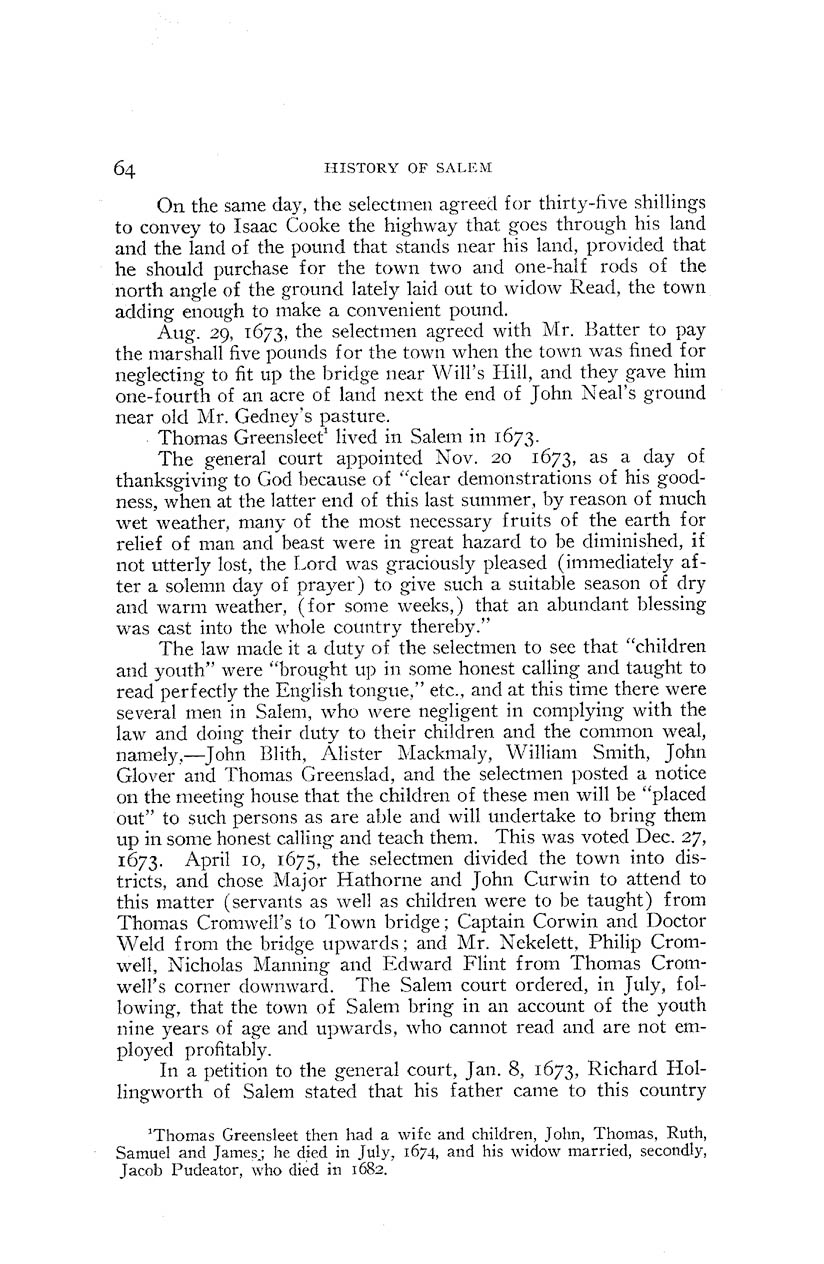 64 HISTORY OF SALEM
On the same day, the selectmen agreed for thirty-five shillings
to convey to Isaac Cooke the highway that goes through his land
and the land of the pound that stands near his land, provided that
he should purchase for the town two and one-half rods of the
north angle of the ground lately laid out to widow Read, the town
adding enough to make a convenient pound.
Aug. 29, 1673, the selectmen agreed with Mr. Batter to pay
the marshall five pounds for the town when the town was fined for
neglecting to fit up the bridge near Will's Hill, and they gave him
one-fourth of an acre of land next the end of John Neal's ground
near old Mr. Gedney's pasture.
Thomas Greensleet¹ lived in Salem in 1673.
The general court appointed Nov. 20 1673, as a day of
thanksgiving to God because of "clear demonstrations of his good-
ness, when at the latter end of this last summer, by reason of much
wet weather, many of the most necessary fruits of the earth for
relief of man and beast were in great hazard to be diminished, if
not utterly lost, the Lord was graciously pleased (immediately af-
ter a solemn day of prayer) to give such a suitable season of dry
and warm weather, (for some weeks,) that an abundant blessing
was cast into the whole country thereby."
The law made it a duty of the selectmen to see that "children
and youth" were "brought up in some honest calling and taught to
read perfectly the English tongue," etc., and at this time there were
several men in Salem, who were negligent in complying with the
law and doing their duty to their children and the common weal,
namely,—John Blith, Alister Mackmaly, William Smith, John
Glover and Thomas Greenslad, and the selectmen posted a notice
on the meeting house that the children of these men will be "placed
out" to such persons as are able and will undertake to bring them
up in some honest calling and teach them. This was voted Dec. 27,
1673. April 10, 1675, the selectmen divided the town into dis-
tricts, and chose Major Hathorne and John Curwin to attend to
this matter (servants as well as children were to be taught) from
Thomas Cromwell's to Town bridge; Captain Corwin and Doctor
Weld from the bridge upwards; and Mr. Nekelett, Philip Crom-
well, Nicholas Manning and Edward Flint from Thomas Crom-
well's corner downward. The Salem court ordered, in July, fol-
lowing, that the town of Salem bring in an account of the youth
nine years of age and upwards, who cannot read and are not em-
ployed profitably.
In a petition to the general court, Jan. 8, 1673, Richard Hol-
lingworth of Salem stated that his father came to this country
¹Thomas Greensleet then had a wife and children, John, Thomas, Ruth,
Samuel and James; he died in July, 1674, and his widow married, secondly,
Jacob Pudeator, who died in 1682.